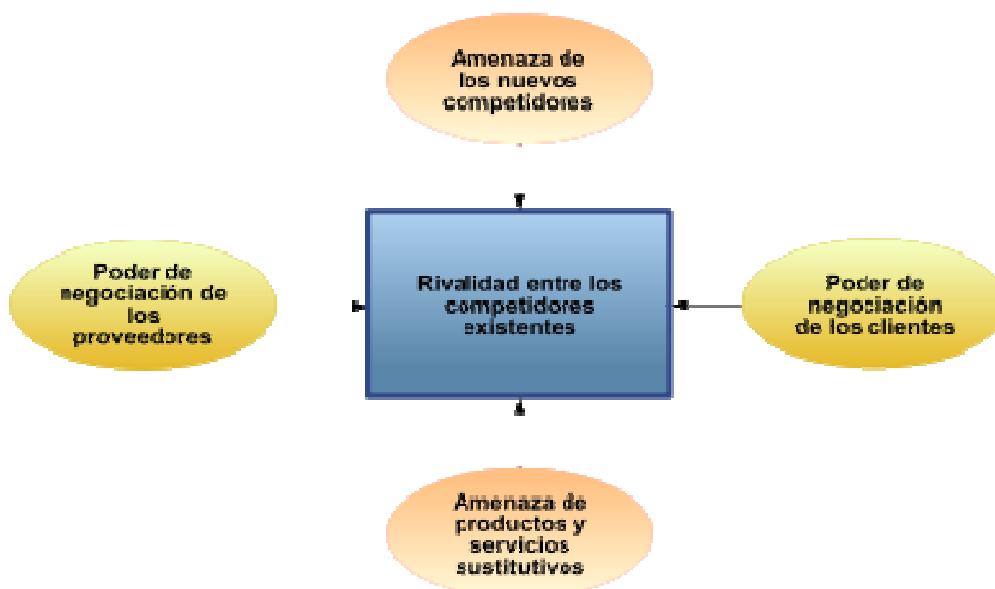 Amenaza de
los nuevos
competidores
Poder de
negociación de
los
proveedores
Rivalidad entre los
competidores
existentes
Poder de
negociación
de los clientes
Amenaza de
productos y
servicios
sustitutivos